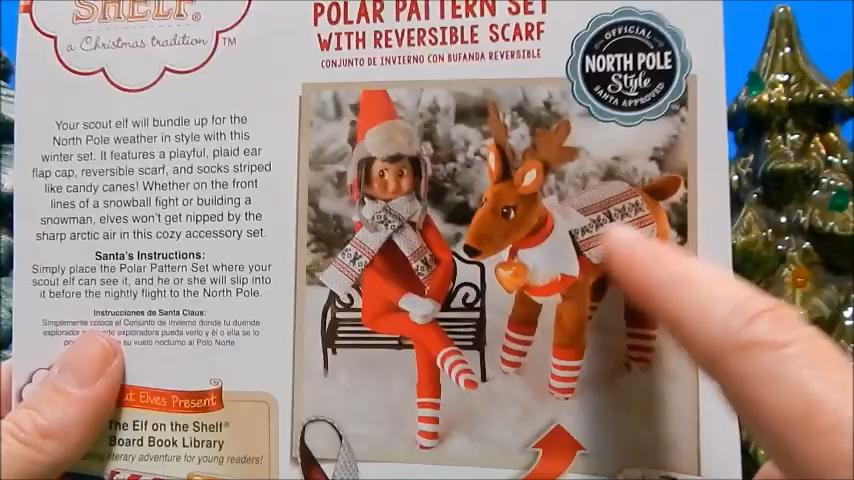 SHELF®
a Christmas tradition
TM
POLAR PATTERN SET
WITH REVERSIBLE SCARF
CONJUNTO DE INVIERNO CON BUFANDA REVERSIBLE
OFFICIAL
NORTH POLE
Style
SANTA APPROVED
Your scout elf will bundle up for the
North Pole weather in style with this
winter set. It features a playful, plaid ear
flap cap, reversible scarf, and socks striped
like candy canes! Whether on the front
lines of a snowball fight or building a
snowman, elves won't get nipped by the
sharp arctic air in this cozy accessory set.
Santa's Instructions:
Simply place the Polar Pattern Set where your
scout elf can see it, and he or she will slip into
it before the nightly flight to the North Pole.
Instrucciones de Santa Claus:
Simplemente coloque el Conjunto de invierno donde tu duende
explorador pueda verlo y él o ella
su vuelo nocturno al Polo Norte
Elves Present
The Elf on the Shelf®
Board Book Library
literary adventure for young readers!